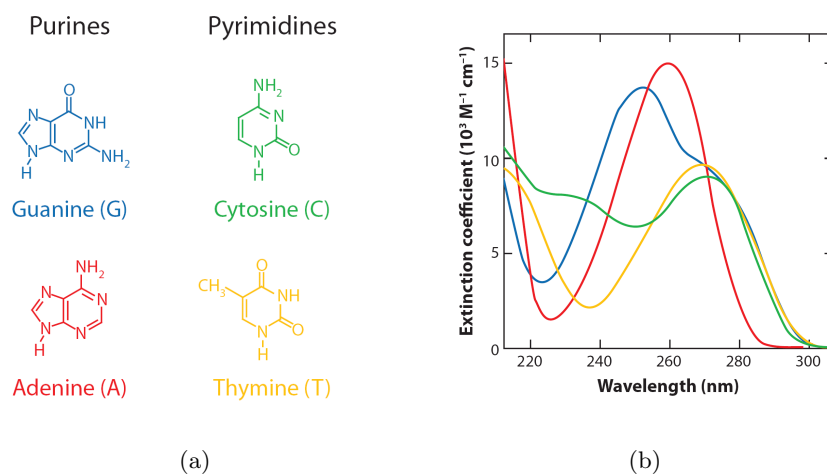 Purines
Pyrimidines
O
N
NH
N
H
N
NH₂
Guanine (G)
NH₂
N
N
H
O
Cytosine (C)
NH₂
N
N
N
H
N
Adenine (A)
O
CH₃
NH
N
H
O
Thymine (T)
(a)
Extinction coefficient (10³ M⁻¹ cm⁻¹)
15
10
5
0
220 240 260 280 300
Wavelength (nm)
(b)